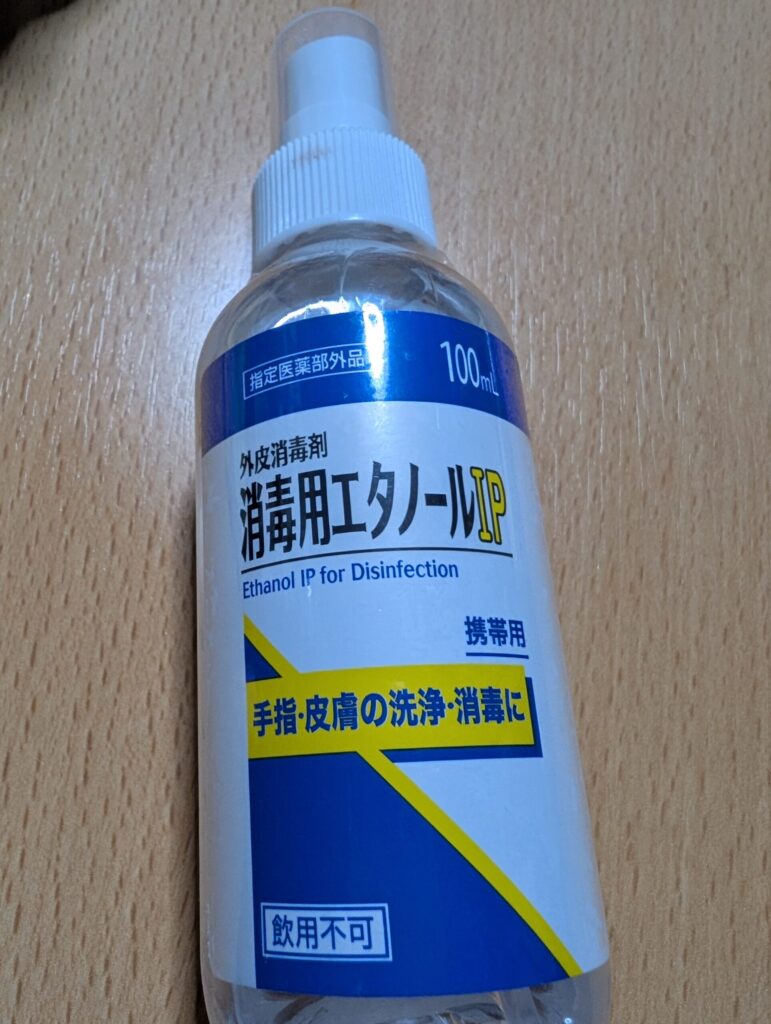 指定医薬部外品
100mL
外皮消毒剤
消毒用エタノールIP
Ethanol IP for Disinfection
携帯用
手指・皮膚の洗浄・消毒に
飲用不可